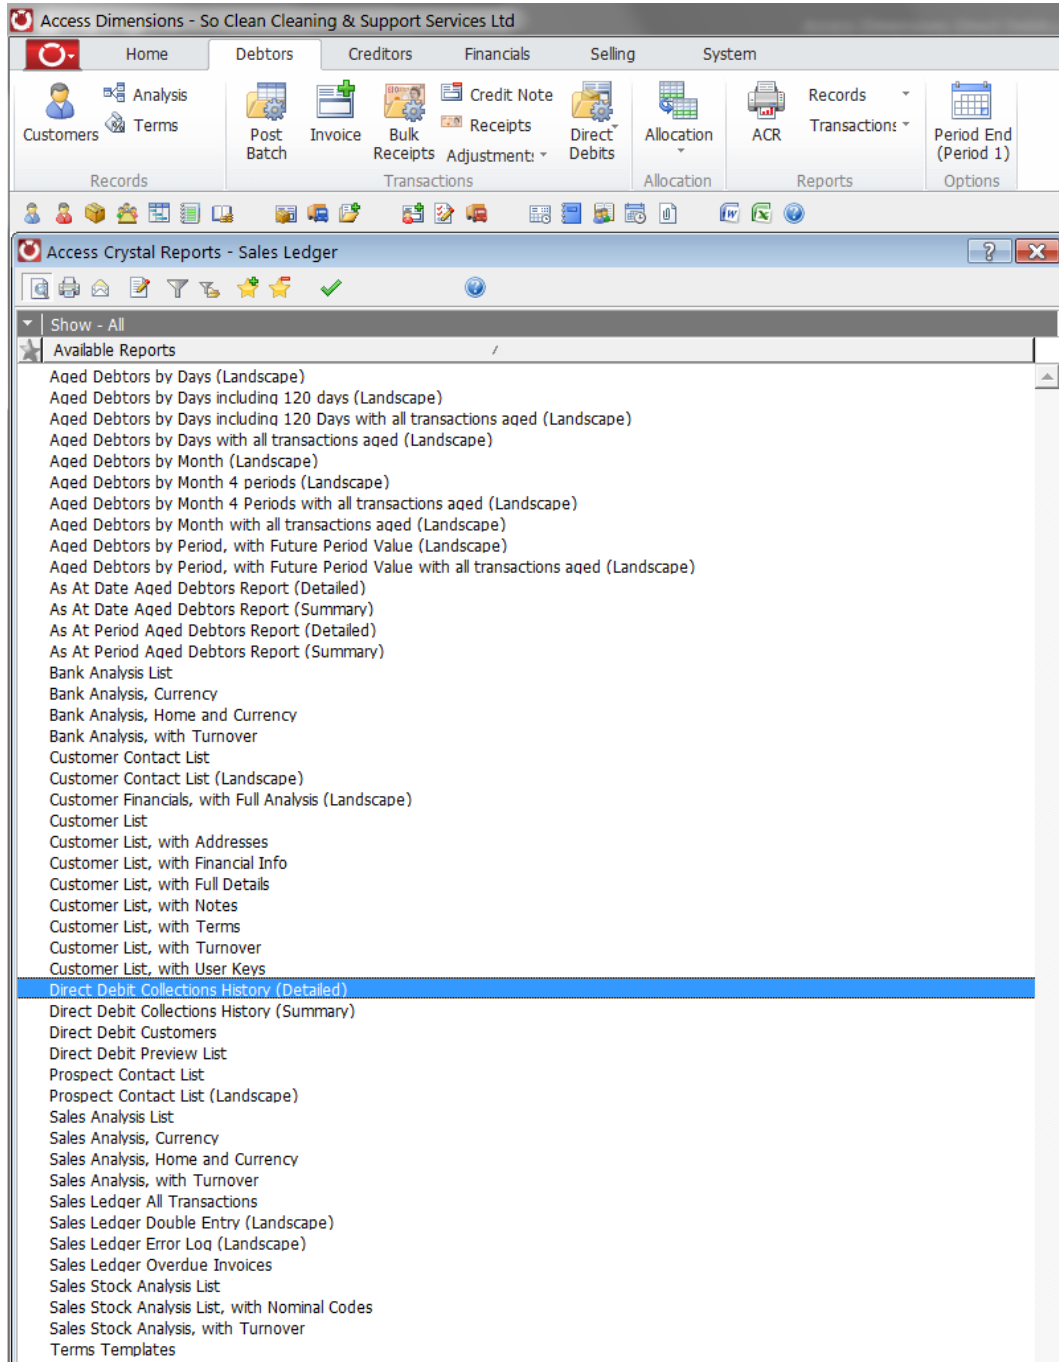 Access Dimensions - So Clean Cleaning & Support Services Ltd
Home Debtors Creditors Financials Selling System
Customers Analysis Terms Post Batch Invoice Bulk Receipts Credit Note Receipts Adjustments Direct Debits Allocation ACR Records Transactions Period End (Period 1)
Records Transactions Allocation Reports Options
Access Crystal Reports - Sales Ledger
Show - All
Available Reports
Aged Debtors by Days (Landscape)
Aged Debtors by Days including 120 days (Landscape)
Aged Debtors by Days including 120 Days with all transactions aged (Landscape)
Aged Debtors by Days with all transactions aged (Landscape)
Aged Debtors by Month (Landscape)
Aged Debtors by Month 4 periods (Landscape)
Aged Debtors by Month 4 Periods with all transactions aged (Landscape)
Aged Debtors by Month with all transactions aged (Landscape)
Aged Debtors by Period, with Future Period Value (Landscape)
Aged Debtors by Period, with Future Period Value with all transactions aged (Landscape)
As At Date Aged Debtors Report (Detailed)
As At Date Aged Debtors Report (Summary)
As At Period Aged Debtors Report (Detailed)
As At Period Aged Debtors Report (Summary)
Bank Analysis List
Bank Analysis, Currency
Bank Analysis, Home and Currency
Bank Analysis, with Turnover
Customer Contact List
Customer Contact List (Landscape)
Customer Financials, with Full Analysis (Landscape)
Customer List
Customer List, with Addresses
Customer List, with Financial Info
Customer List, with Full Details
Customer List, with Notes
Customer List, with Terms
Customer List, with Turnover
Customer List, with User Keys
Direct Debit Collections History (Detailed)
Direct Debit Collections History (Summary)
Direct Debit Customers
Direct Debit Preview List
Prospect Contact List
Prospect Contact List (Landscape)
Sales Analysis List
Sales Analysis, Currency
Sales Analysis, Home and Currency
Sales Analysis, with Turnover
Sales Ledger All Transactions
Sales Ledger Double Entry (Landscape)
Sales Ledger Error Log (Landscape)
Sales Ledger Overdue Invoices
Sales Stock Analysis List
Sales Stock Analysis List, with Nominal Codes
Sales Stock Analysis, with Turnover
Terms Templates